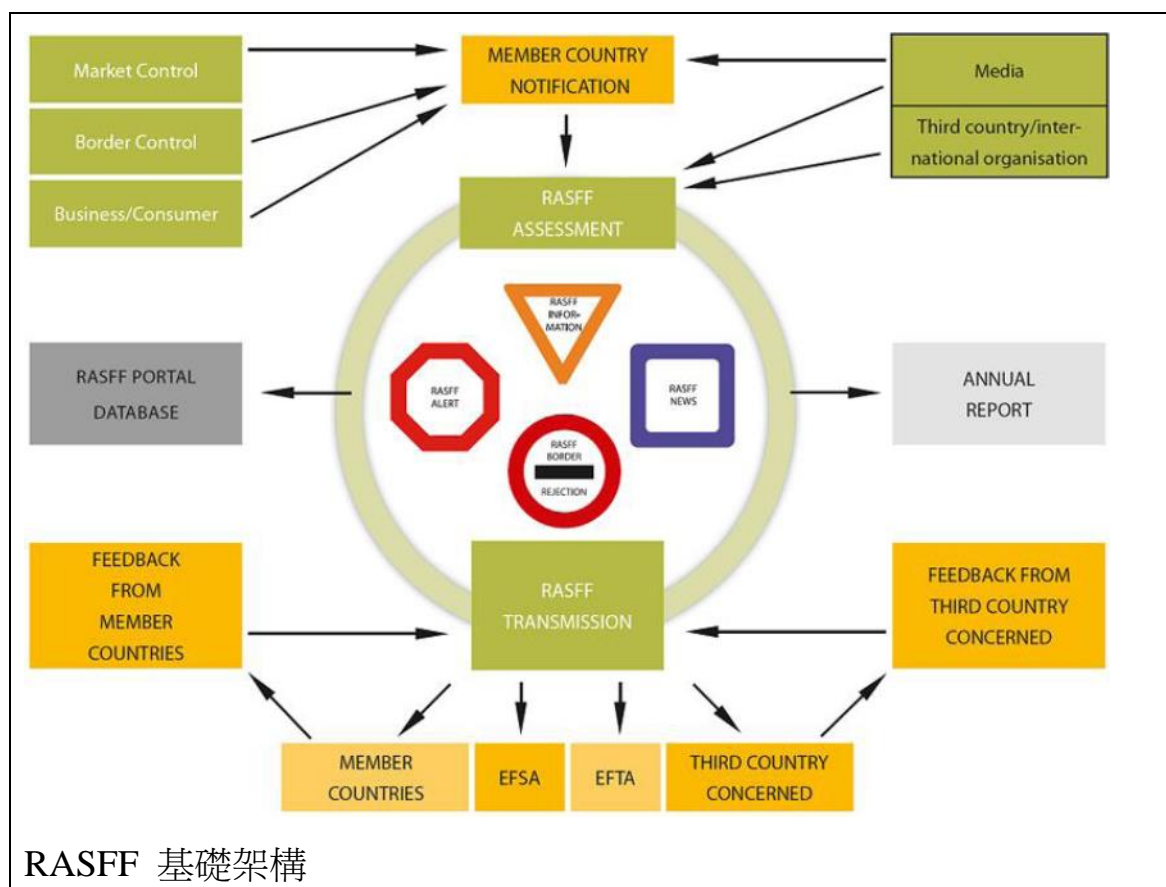 Market Control
Border Control
Business/Consumer
MEMBER COUNTRY
NOTIFICATION
Media
Third country/inter-
national organisation
RASFF
ASSESSMENT
RASFF
INFOR-
MATION
RASFF
ALERT
RASFF
NEWS
RASFF
BORDER
REJECTION
RASFF PORTAL
DATABASE
ANNUAL
REPORT
FEEDBACK
FROM
MEMBER
COUNTRIES
RASFF
TRANSMISSION
FEEDBACK FROM
THIRD COUNTRY
CONCERNED
MEMBER
COUNTRIES
EFSA
EFTA
THIRD COUNTRY
CONCERNED
RASFF 基礎架構